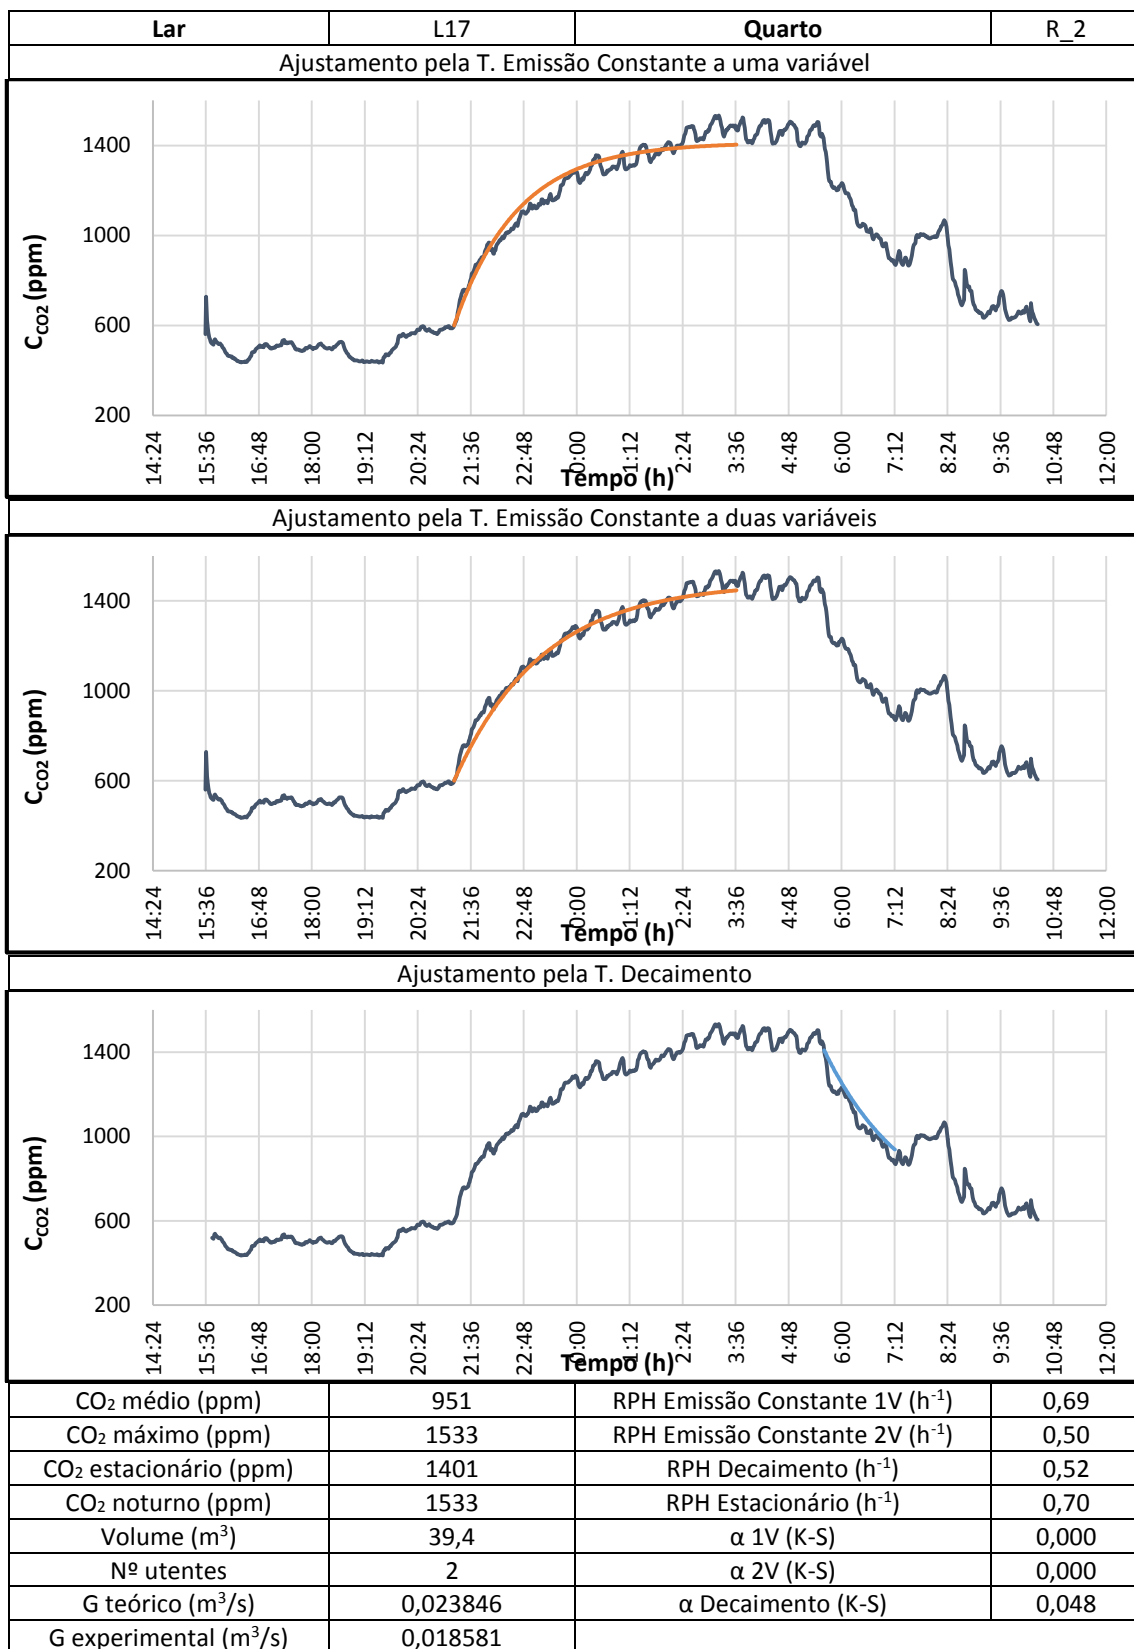 Lar L17 Quarto R_2
Ajustamento pela T. Emissão Constante a uma variável
1400
1000
600
200
C_CO2 (ppm)
14:24 15:36 16:48 18:00 19:12 20:24 21:36 22:48 0:00 1:12 2:24 3:36 4:48 6:00 7:12 8:24 9:36 10:48 12:00
Tempo (h)
Ajustamento pela T. Emissão Constante a duas variáveis
1400
1000
600
200
C_CO2 (ppm)
14:24 15:36 16:48 18:00 19:12 20:24 21:36 22:48 0:00 1:12 2:24 3:36 4:48 6:00 7:12 8:24 9:36 10:48 12:00
Tempo (h)
Ajustamento pela T. Decaimento
1400
1000
600
200
C_CO2 (ppm)
14:24 15:36 16:48 18:00 19:12 20:24 21:36 22:48 0:00 1:12 2:24 3:36 4:48 6:00 7:12 8:24 9:36 10:48 12:00
Tempo (h)
CO₂ médio (ppm) 951 RPH Emissão Constante 1V (h⁻¹) 0,69
CO₂ máximo (ppm) 1533 RPH Emissão Constante 2V (h⁻¹) 0,50
CO₂ estacionário (ppm) 1401 RPH Decaimento (h⁻¹) 0,52
CO₂ noturno (ppm) 1533 RPH Estacionário (h⁻¹) 0,70
Volume (m³) 39,4 α 1V (K-S) 0,000
Nº utentes 2 α 2V (K-S) 0,000
G teórico (m³/s) 0,023846 α Decaimento (K-S) 0,048
G experimental (m³/s) 0,018581